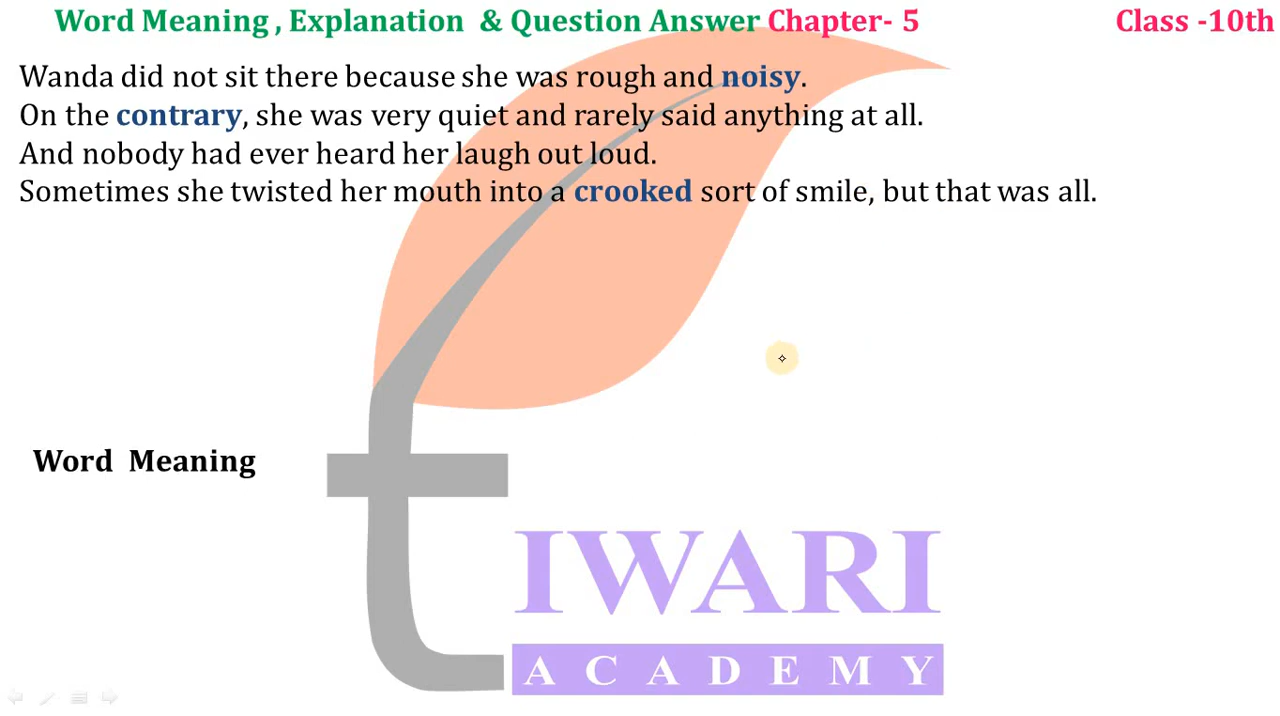 Word Meaning , Explanation & Question Answer Chapter- 5 Class -10th
Wanda did not sit there because she was rough and noisy.
On the contrary, she was very quiet and rarely said anything at all.
And nobody had ever heard her laugh out loud.
Sometimes she twisted her mouth into a crooked sort of smile, but that was all.
Word Meaning
tIWARI
ACADEMY